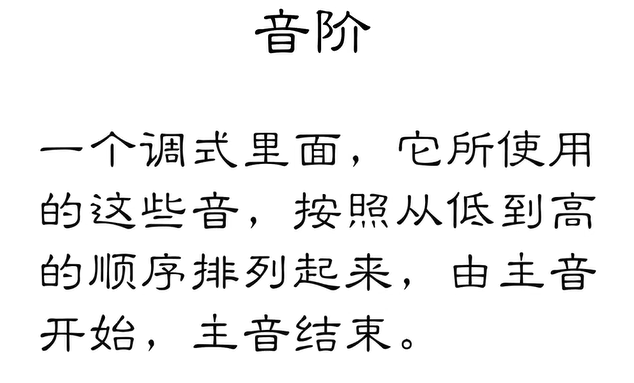 音阶
一个调式里面，它所使用
的这些音，按照从低到高
的顺序排列起来，由主音
开始，主音结束。